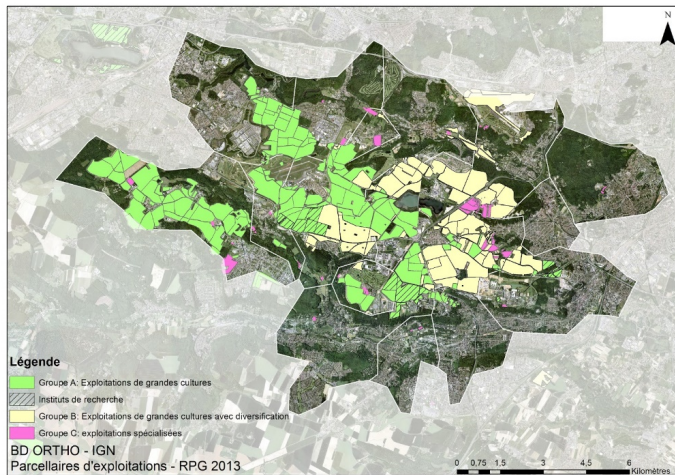 N
Légende
Groupe A: Exploitations de grandes cultures
Instituts de recherche
Groupe B: Exploitations de grandes cultures avec diversification
Groupe C: exploitations spécialisées
BD ORTHO - IGN
Parcellaires d'exploitations - RPG 2013
0 0,75 1,5 3 4,5 6
Kilomètres